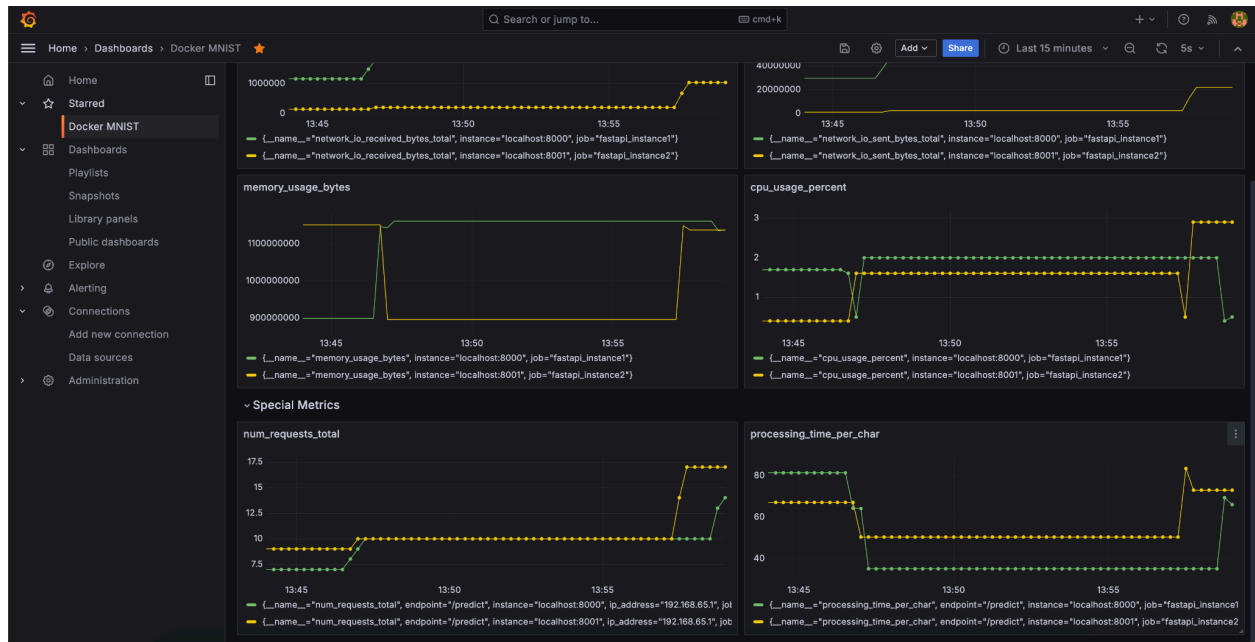 Search or jump to...
cmd+k
Home › Dashboards › Docker MNIST
Add
Share
Last 15 minutes
5s
Home
Starred
Docker MNIST
Dashboards
Playlists
Snapshots
Library panels
Public dashboards
Explore
Alerting
Connections
Add new connection
Data sources
Administration
1000000
0
13:45 13:50 13:55
{__name__="network_io_received_bytes_total", instance="localhost:8000", job="fastapi_instance1"}
{__name__="network_io_received_bytes_total", instance="localhost:8001", job="fastapi_instance2"}
40000000
20000000
0
13:45 13:50 13:55
{__name__="network_io_sent_bytes_total", instance="localhost:8000", job="fastapi_instance1"}
{__name__="network_io_sent_bytes_total", instance="localhost:8001", job="fastapi_instance2"}
memory_usage_bytes
1100000000
1000000000
900000000
13:45 13:50 13:55
{__name__="memory_usage_bytes", instance="localhost:8000", job="fastapi_instance1"}
{__name__="memory_usage_bytes", instance="localhost:8001", job="fastapi_instance2"}
cpu_usage_percent
3
2
1
13:45 13:50 13:55
{__name__="cpu_usage_percent", instance="localhost:8000", job="fastapi_instance1"}
{__name__="cpu_usage_percent", instance="localhost:8001", job="fastapi_instance2"}
Special Metrics
num_requests_total
17.5
15
12.5
10
7.5
13:45 13:50 13:55
{__name__="num_requests_total", endpoint="/predict", instance="localhost:8000", ip_address="192.168.65.1", jol
{__name__="num_requests_total", endpoint="/predict", instance="localhost:8001", ip_address="192.168.65.1", job
processing_time_per_char
80
60
40
13:45 13:50 13:55
{__name__="processing_time_per_char", endpoint="/predict", instance="localhost:8000", job="fastapi_instance1
{__name__="processing_time_per_char", endpoint="/predict", instance="localhost:8001", job="fastapi_instance2